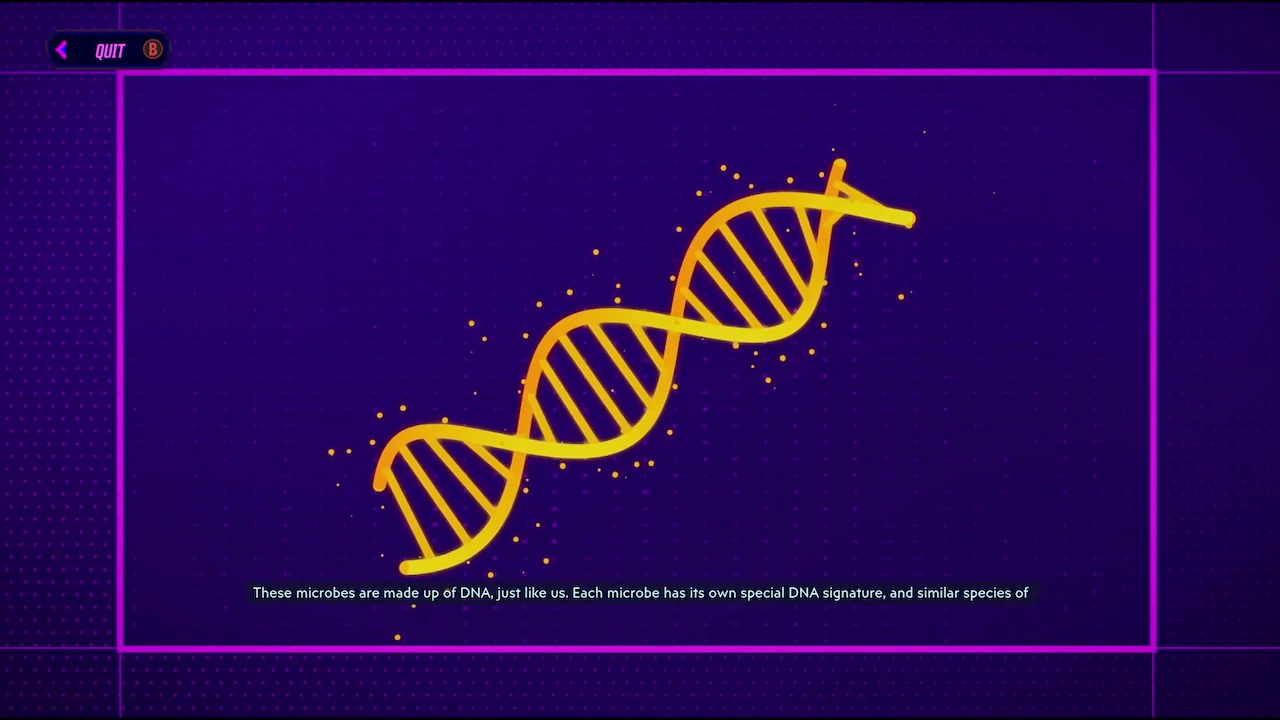 QUIT B
These microbes are made up of DNA, just like us. Each microbe has its own special DNA signature, and similar species of